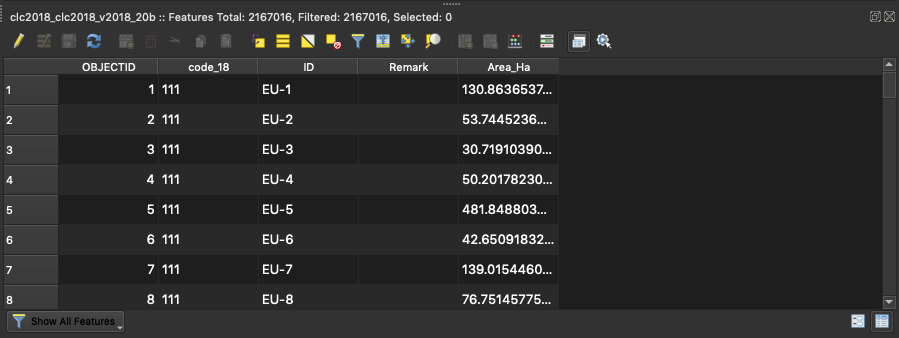 clc2018_clc2018_v2018_20b :: Features Total: 2167016, Filtered: 2167016, Selected: 0
OBJECTID code_18 ID Remark Area_Ha
1 1 111 EU-1 130.8636537...
2 2 111 EU-2 53.7445236...
3 3 111 EU-3 30.71910390...
4 4 111 EU-4 50.20178230...
5 5 111 EU-5 481.848803...
6 6 111 EU-6 42.65091832...
7 7 111 EU-7 139.0154460...
8 8 111 EU-8 76.75145775...
Show All Features